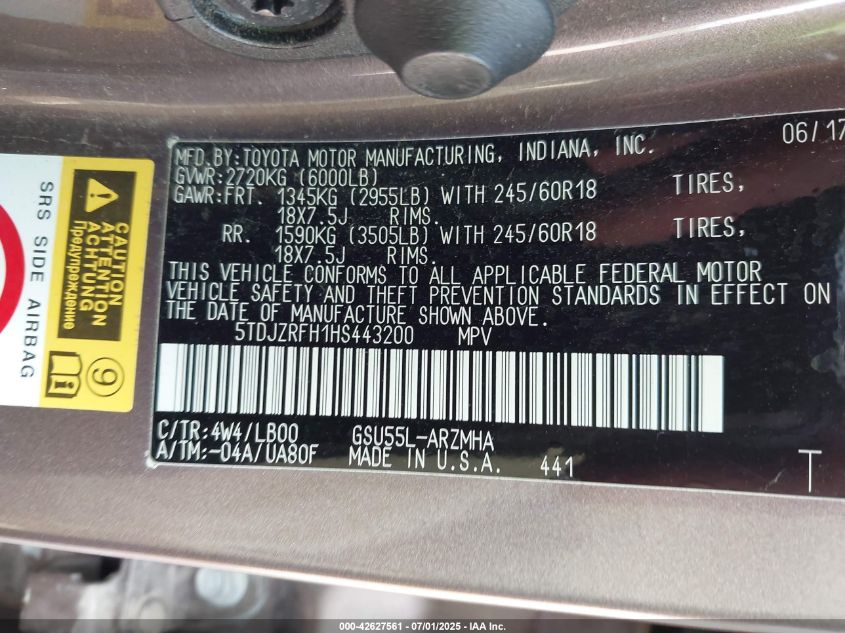 MFD.BY:TOYOTA MOTOR MANUFACTURING, INDIANA, INC. 06/17
GVWR:2720KG (6000LB)
GAWR:FRT. 1345KG (2955LB) WITH 245/60R18 TIRES,
18X7.5J RIMS.
RR. 1590KG (3505LB) WITH 245/60R18 TIRES,
18X7.5J RIMS.
THIS VEHICLE CONFORMS TO ALL APPLICABLE FEDERAL MOTOR
VEHICLE SAFETY AND THEFT PREVENTION STANDARDS IN EFFECT ON
THE DATE OF MANUFACTURE SHOWN ABOVE.
5TDJZRFH1HS443200 MPV
C/TR:4W4/LB00 GSU55L-ARZMHA
A/TM:-04A/UA80F MADE IN U.S.A. 441 T
CAUTION
ATTENTION
ACHTUNG
Предупреждение
9
SRS SIDE AIRBAG
000-42627561 - 07/01/2025 - IAA Inc.